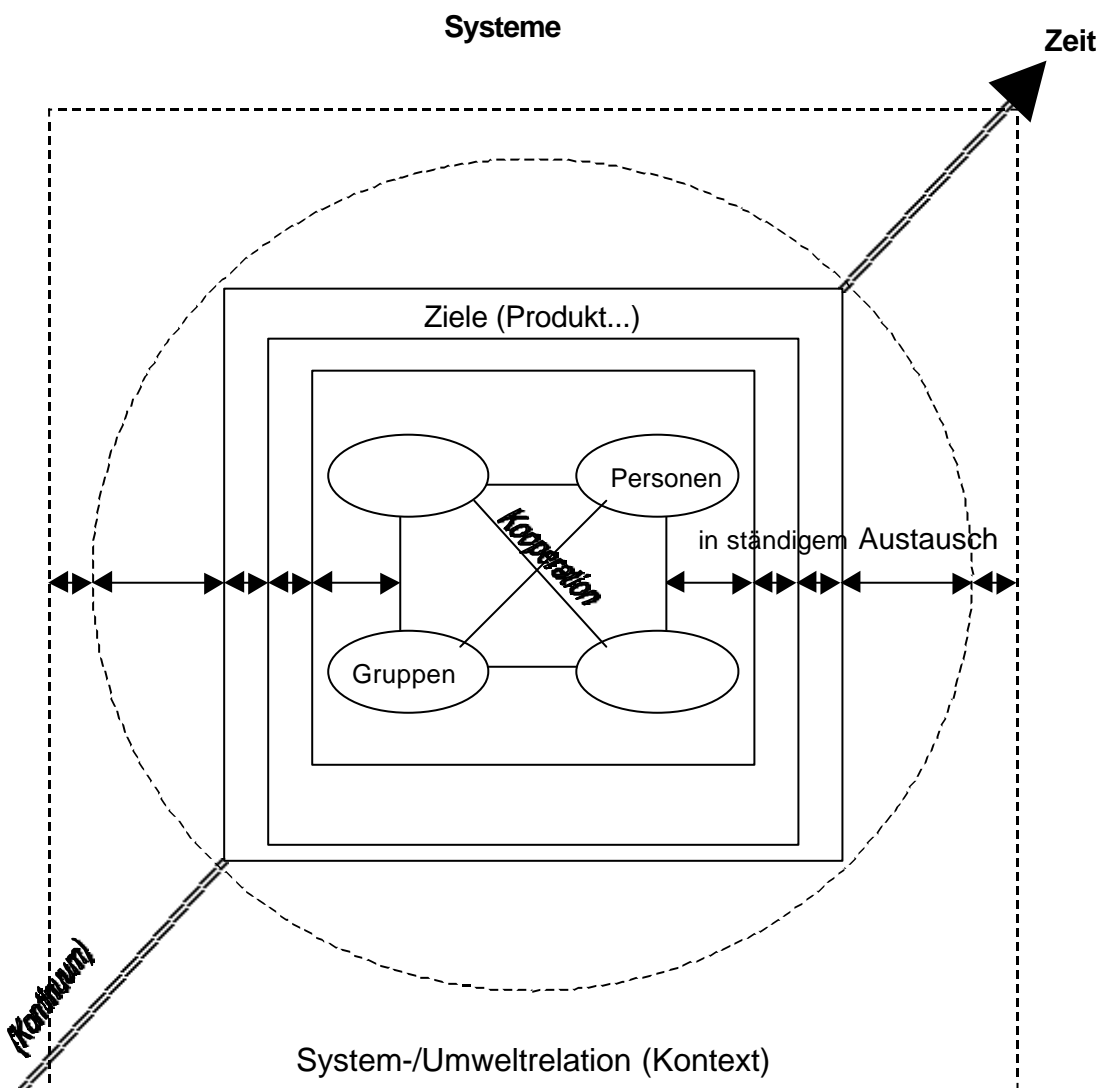 Systeme
Zeit
Ziele (Produkt...)
Personen
Kooperation
in ständigem Austausch
Gruppen
(Kontinuum)
System-/Umweltrelation (Kontext)